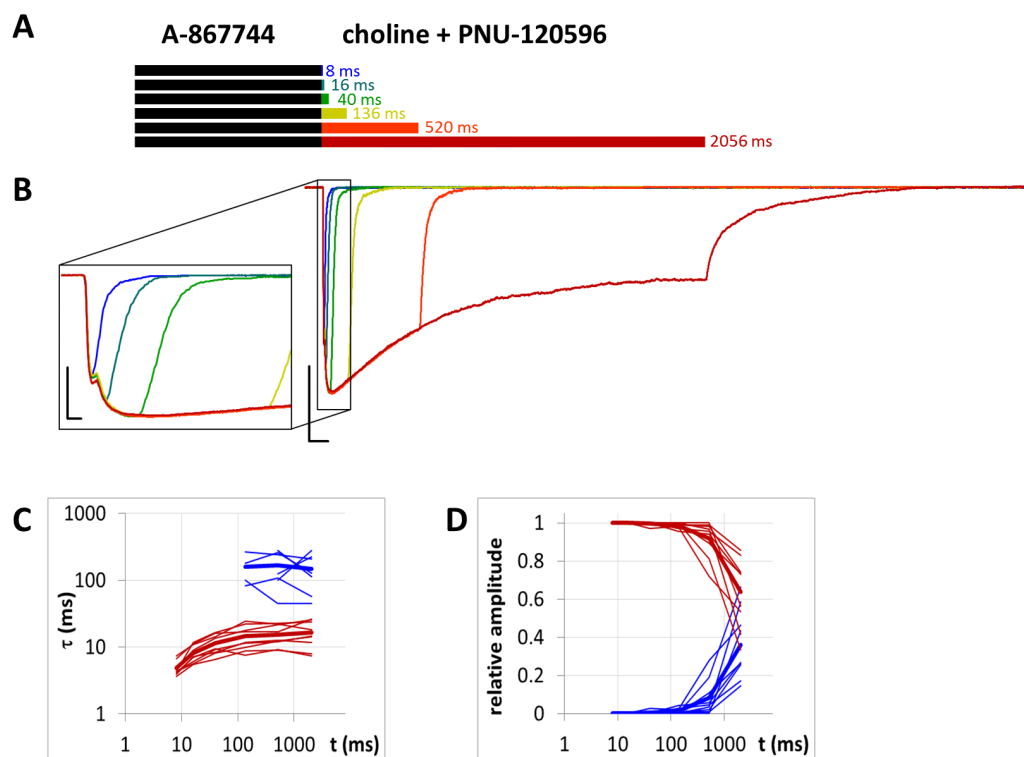 A
A-867744 choline + PNU-120596
8 ms
16 ms
40 ms
136 ms
520 ms
2056 ms
B
C
1000
100
10
1
τ (ms)
1 10 100 1000 t (ms)
D
1
0.8
0.6
0.4
0.2
0
relative amplitude
1 10 100 1000 t (ms)